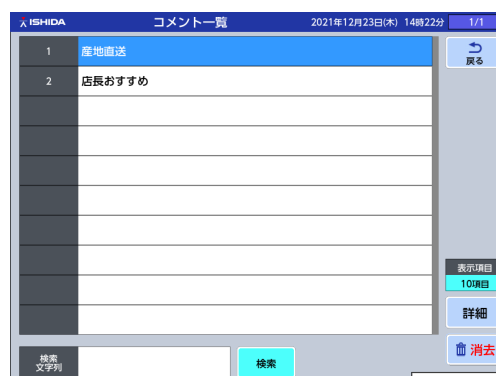 ISHIDA コメント一覧 2021年12月23日(木) 14時22分 1/1
1 産地直送
戻る
2 店長おすすめ
表示項目
10項目
詳細
消去
検索
文字列
検索